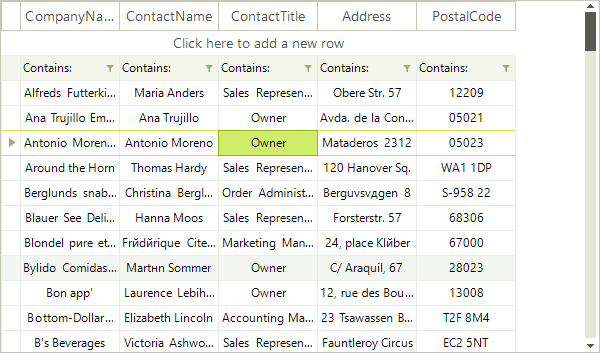 CompanyNa... ContactName ContactTitle Address PostalCode
Click here to add a new row
Contains: Contains: Contains: Contains: Contains:
Alfreds Futterki... Maria Anders Sales Represen... Obere Str. 57 12209
Ana Trujillo Em... Ana Trujillo Owner Avda. de la Con... 05021
Antonio Moren... Antonio Moreno Owner Mataderos 2312 05023
Around the Horn Thomas Hardy Sales Represen... 120 Hanover Sq. WA1 1DP
Berglunds snab... Christina Bergl... Order Administ... Berguvsvдgen 8 S-958 22
Blauer See Deli... Hanna Moos Sales Represen... Forsterstr. 57 68306
Blondel pиre et... Frйdйrique Cite... Marketing Man... 24, place Klйber 67000
Bylido Comidas... Martнn Sommer Owner C/ Araquil, 67 28023
Bon app' Laurence Lebih... Owner 12, rue des Bou... 13008
Bottom-Dollar... Elizabeth Lincoln Accounting Ma... 23 Tsawassen B... T2F 8M4
B's Beverages Victoria Ashwo... Sales Represen... Fauntleroy Circus EC2 5NT